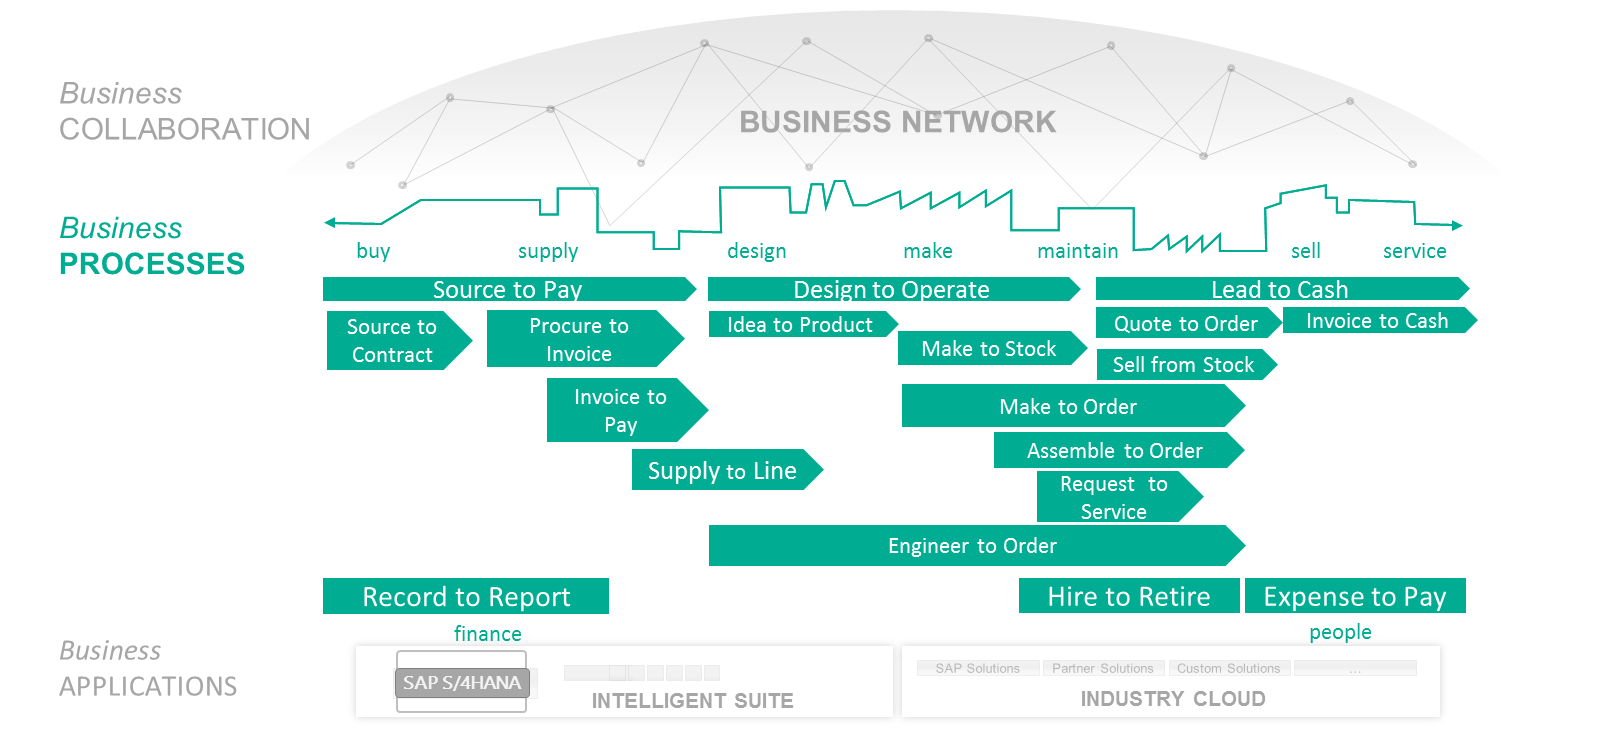 Business
COLLABORATION
BUSINESS NETWORK
Business
PROCESSES
buy
supply
design
make
maintain
sell
service
Source to Pay
Design to Operate
Lead to Cash
Source to
Contract
Procure to
Invoice
Idea to Product
Quote to Order
Invoice to Cash
Make to Stock
Sell from Stock
Invoice to
Pay
Make to Order
Assemble to Order
Supply to Line
Request to
Service
Engineer to Order
Record to Report
Hire to Retire
Expense to Pay
finance
people
Business
APPLICATIONS
SAP S/4HANA
INTELLIGENT SUITE
SAP Solutions
Partner Solutions
Custom Solutions
...
INDUSTRY CLOUD